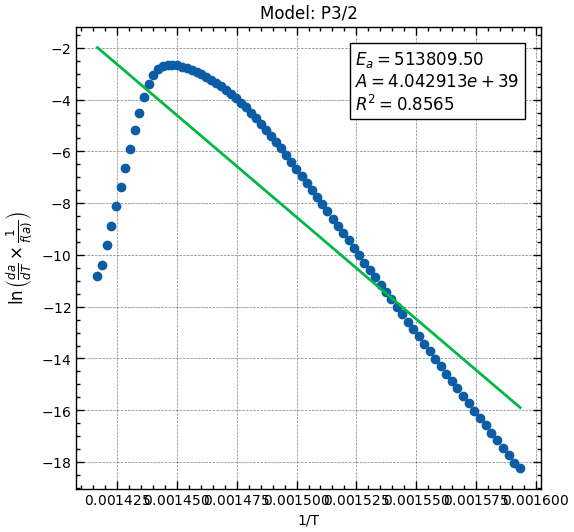 Model: P3/2
E_a = 513809.50
A = 4.042913e + 39
R^2 = 0.8565
−2
−4
−6
−8
−10
−12
−14
−16
−18
ln (da/dT × 1/f(a))
0.001425 0.001450 0.001475 0.001500 0.001525 0.001550 0.001575 0.001600
1/T